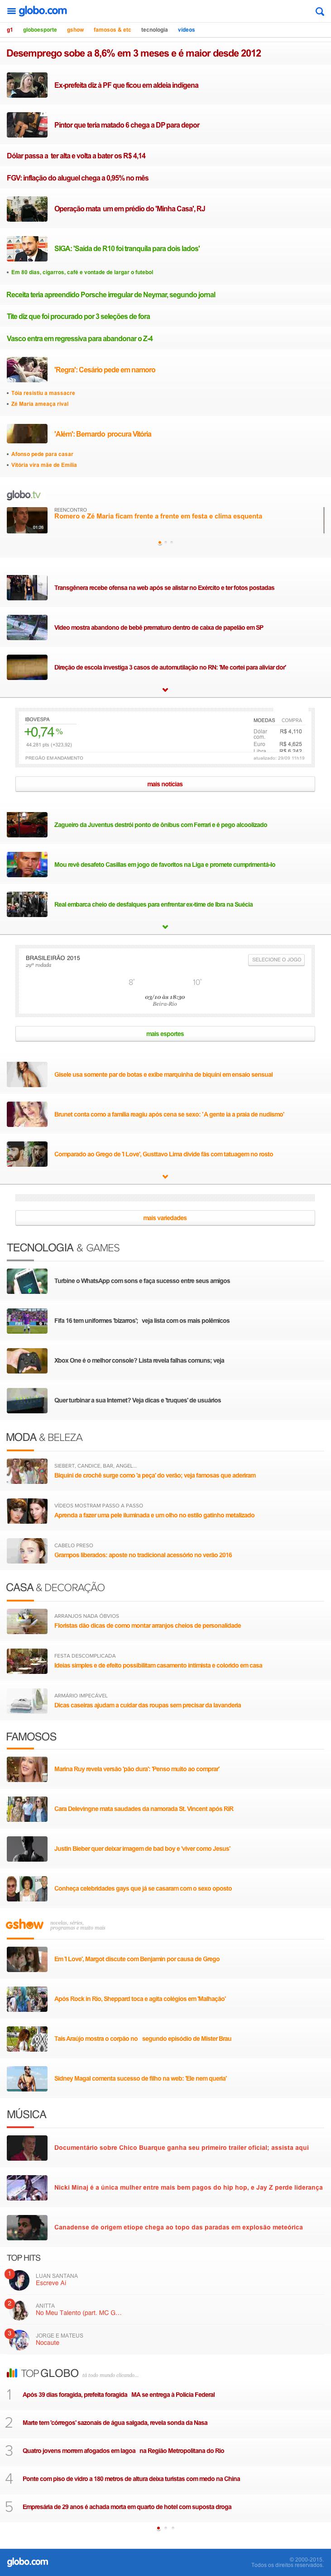 globo.com
g1 globoesporte gshow famosos & etc tecnologia vídeos
Desemprego sobe a 8,6% em 3 meses e é maior desde 2012
Ex-prefeita diz à PF que ficou em aldeia indígena
Pintor que teria matado 6 chega a DP para depor
Dólar passa a ter alta e volta a bater os R$ 4,14
FGV: inflação do aluguel chega a 0,95% no mês
Operação mata um em prédio do 'Minha Casa', RJ
SIGA: 'Saída de R10 foi tranquila para dois lados'
• Em 80 dias, cigarros, café e vontade de largar o futebol
Receita teria apreendido Porsche irregular de Neymar, segundo jornal
Tite diz que foi procurado por 3 seleções de fora
Vasco entra em regressiva para abandonar o Z-4
'Regra': Cesário pede em namoro
• Tóia resistiu a massacre
• Zé Maria ameaça rival
'Além': Bernardo procura Vitória
• Afonso pede para casar
• Vitória vira mãe de Emília
globo.tv
REENCONTRO
Romero e Zé Maria ficam frente a frente em festa e clima esquenta
01:28
Transgênera recebe ofensa na web após se alistar no Exército e ter fotos postadas
Vídeo mostra abandono de bebê prematuro dentro de caixa de papelão em SP
Direção de escola investiga 3 casos de automutilação no RN: 'Me cortei para aliviar dor'
IBOVESPA
+0,74 %
44.281 pts (+323,92)
PREGÃO EM ANDAMENTO
MOEDAS COMPRA
Dólar com. R$ 4,110
Euro R$ 4,625
Libra R$ 6,242
atualizado: 29/09 11h19
mais notícias
Zagueiro da Juventus destrói ponto de ônibus com Ferrari e é pego alcoolizado
Mou revê desafeto Casillas em jogo de favoritos na Liga e promete cumprimentá-lo
Real embarca cheio de desfalques para enfrentar ex-time de Ibra na Suécia
BRASILEIRÃO 2015
29ª rodada
SELECIONE O JOGO
8º 10º
03/10 às 18:30
Beira-Rio
mais esportes
Gisele usa somente par de botas e exibe marquinha de biquíni em ensaio sensual
Brunet conta como a família reagiu após cena se sexo: 'A gente ia a praia de nudismo'
Comparado ao Grego de 'I Love', Gusttavo Lima divide fãs com tatuagem no rosto
mais variedades
TECNOLOGIA & GAMES
Turbine o WhatsApp com sons e faça sucesso entre seus amigos
Fifa 16 tem uniformes 'bizarros'; veja lista com os mais polêmicos
Xbox One é o melhor console? Lista revela falhas comuns; veja
Quer turbinar a sua Internet? Veja dicas e 'truques' de usuários
MODA & BELEZA
SIEBERT, CANDICE, BAR, ANGEL...
Biquíni de crochê surge como 'a peça' do verão; veja famosas que aderiram
VÍDEOS MOSTRAM PASSO A PASSO
Aprenda a fazer uma pele iluminada e um olho no estilo gatinho metalizado
CABELO PRESO
Grampos liberados: aposte no tradicional acessório no verão 2016
CASA & DECORAÇÃO
ARRANJOS NADA ÓBVIOS
Floristas dão dicas de como montar arranjos cheios de personalidade
FESTA DESCOMPLICADA
Ideias simples e de efeito possibilitam casamento intimista e colorido em casa
ARMÁRIO IMPECÁVEL
Dicas caseiras ajudam a cuidar das roupas sem precisar da lavanderia
FAMOSOS
Marina Ruy revela versão 'pão dura': 'Penso muito ao comprar'
Cara Delevingne mata saudades da namorada St. Vincent após RiR
Justin Bieber quer deixar imagem de bad boy e 'viver como Jesus'
Conheça celebridades gays que já se casaram com o sexo oposto
gshow
novelas, séries,
programas e muito mais
Em 'I Love', Margot discute com Benjamin por causa de Grego
Após Rock in Rio, Sheppard toca e agita colégios em 'Malhação'
Taís Araújo mostra o corpão no segundo episódio de Mister Brau
Sidney Magal comenta sucesso de filho na web: 'Ele nem queria'
MÚSICA
Documentário sobre Chico Buarque ganha seu primeiro trailer oficial; assista aqui
Nicki Minaj é a única mulher entre mais bem pagos do hip hop, e Jay Z perde liderança
Canadense de origem etíope chega ao topo das paradas em explosão meteórica
TOP HITS
1 LUAN SANTANA
Escreve Aí
2 ANITTA
No Meu Talento (part. MC G...
3 JORGE E MATEUS
Nocaute
TOPGLOBO tá todo mundo clicando...
1 Após 39 dias foragida, prefeita foragida MA se entrega à Polícia Federal
2 Marte tem 'córregos' sazonais de água salgada, revela sonda da Nasa
3 Quatro jovens morrem afogados em lagoa na Região Metropolitana do Rio
4 Ponte com piso de vidro a 180 metros de altura deixa turistas com medo na China
5 Empresária de 29 anos é achada morta em quarto de hotel com suposta droga
globo.com
© 2000-2015.
Todos os direitos reservados.